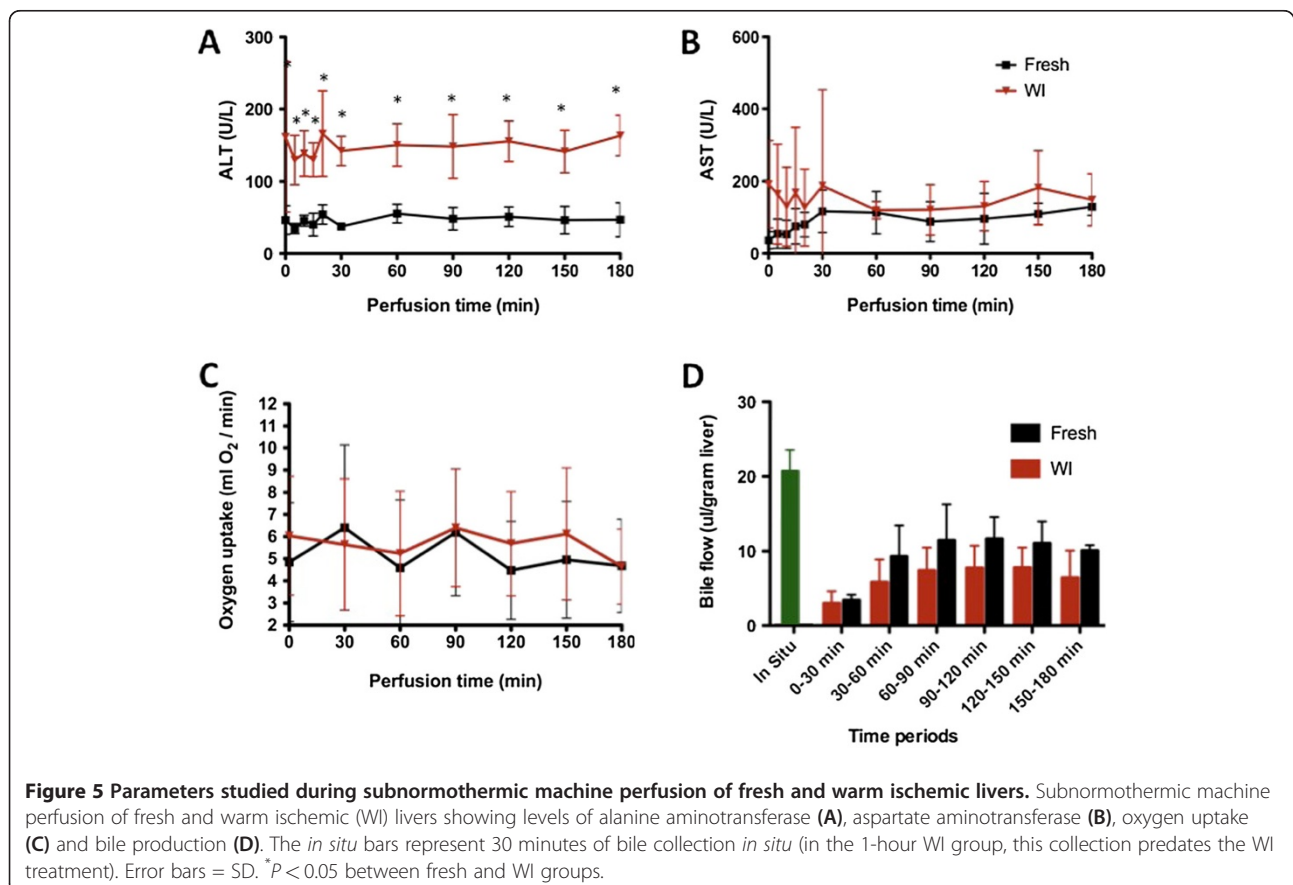 A
300
200
100
0
ALT (U/L)
* * * * * * * * * * *
0 30 60 90 120 150 180
Perfusion time (min)
B
600
400
200
0
AST (U/L)
Fresh
WI
0 30 60 90 120 150 180
Perfusion time (min)
C
12
11
10
9
8
7
6
5
4
3
2
Oxygen uptake (ml O₂ / min)
0 30 60 90 120 150 180
Perfusion time (min)
D
30
20
10
0
Bile flow (ul/gram liver)
Fresh
WI
In Situ
0-30 min
30-60 min
60-90 min
90-120 min
120-150 min
150-180 min
Time periods
Figure 5 Parameters studied during subnormothermic machine perfusion of fresh and warm ischemic livers. Subnormothermic machine
perfusion of fresh and warm ischemic (WI) livers showing levels of alanine aminotransferase (A), aspartate aminotransferase (B), oxygen uptake
(C) and bile production (D). The in situ bars represent 30 minutes of bile collection in situ (in the 1-hour WI group, this collection predates the WI
treatment). Error bars = SD. *P < 0.05 between fresh and WI groups.